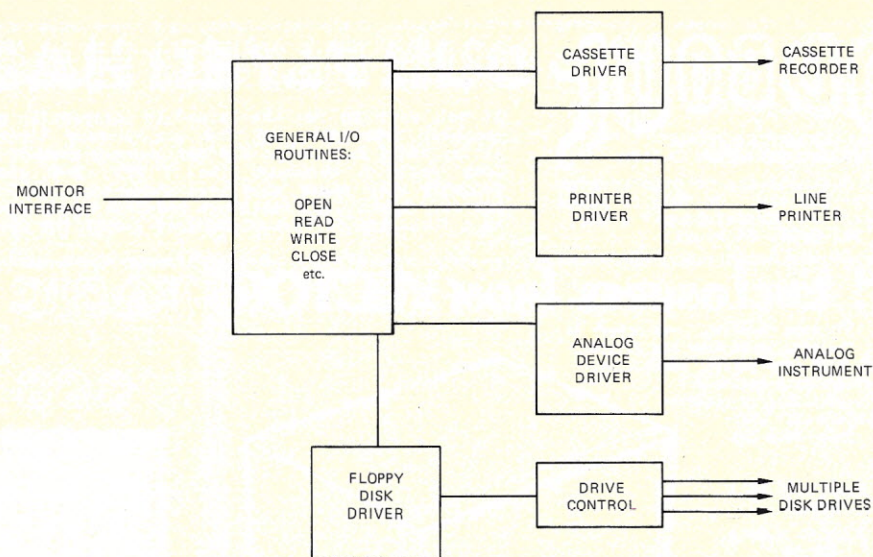 MONITOR
INTERFACE
GENERAL I/O
ROUTINES:
OPEN
READ
WRITE
CLOSE
etc.
CASSETTE
DRIVER
CASSETTE
RECORDER
PRINTER
DRIVER
LINE
PRINTER
ANALOG
DEVICE
DRIVER
ANALOG
INSTRUMENT
FLOPPY
DISK
DRIVER
DRIVE
CONTROL
MULTIPLE
DISK DRIVES